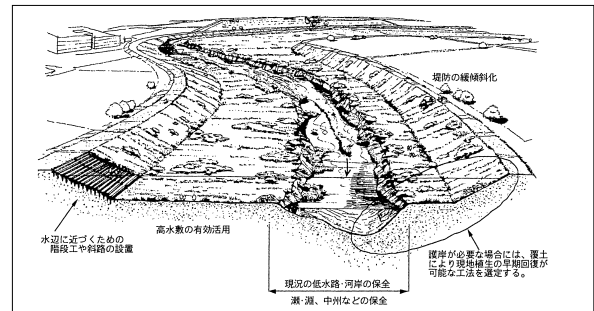 堤防の緩傾斜化
水辺に近づくための
階段工や斜路の設置
高水敷の有効活用
護岸が必要な場合には、覆土
により現地植生の早期回復が
可能な工法を選定する。
現況の低水路･河岸の保全
瀬･淵、中州などの保全